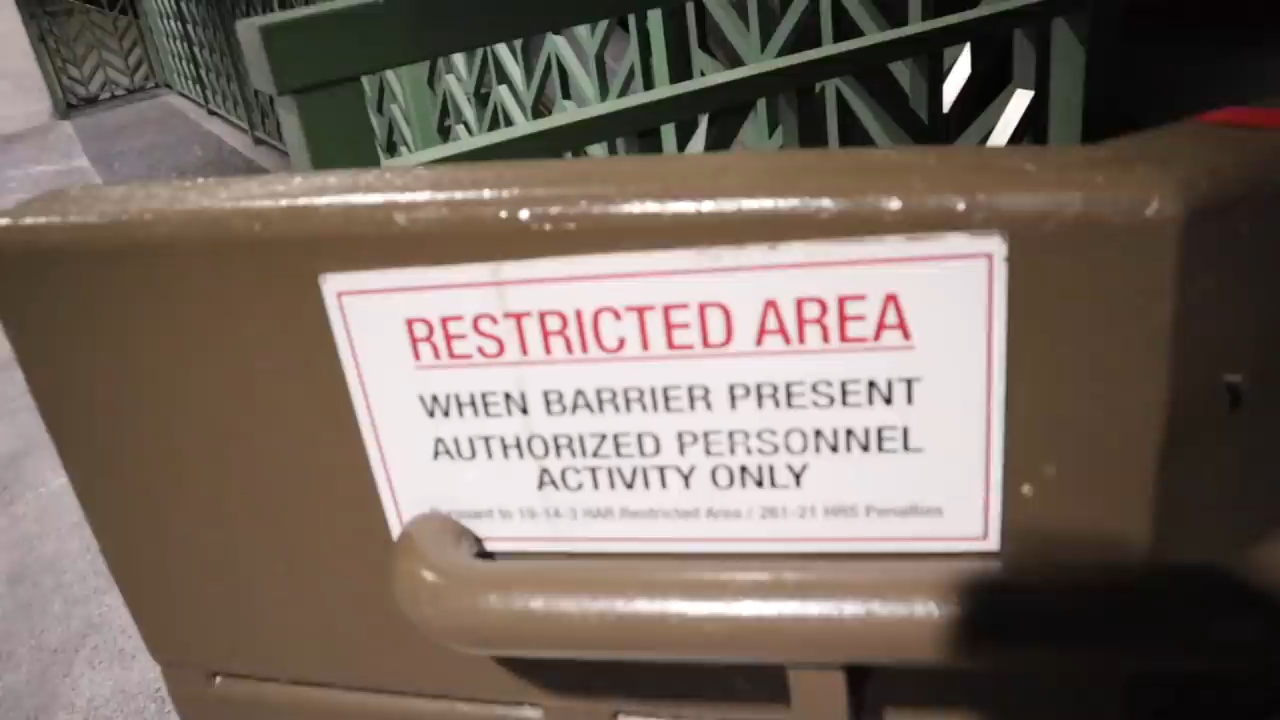 RESTRICTED AREA
WHEN BARRIER PRESENT
AUTHORIZED PERSONNEL
ACTIVITY ONLY
Pursuant to 19-14-3 HAR Restricted Area / 261-21 HRS Penalties